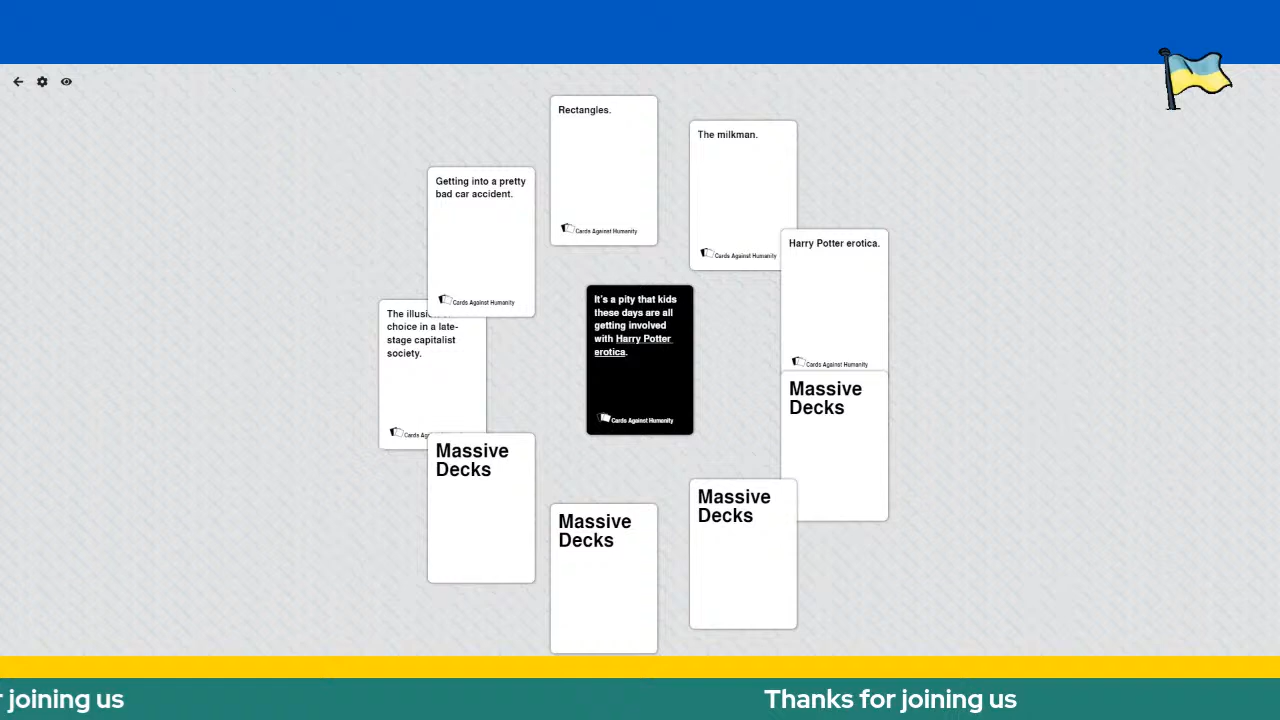 Rectangles.
Cards Against Humanity
The milkman.
Cards Against Humanity
Getting into a pretty
bad car accident.
Cards Against Humanity
Harry Potter erotica.
Cards Against Humanity
The
choice in a late-
stage capitalist
society.
Cards
It's a pity that kids
these days are all
getting involved
with Harry Potter
erotica.
Cards Against Humanity
Massive
Decks
Massive
Decks
Massive
Decks
Massive
Decks
joining us
Thanks for joining us